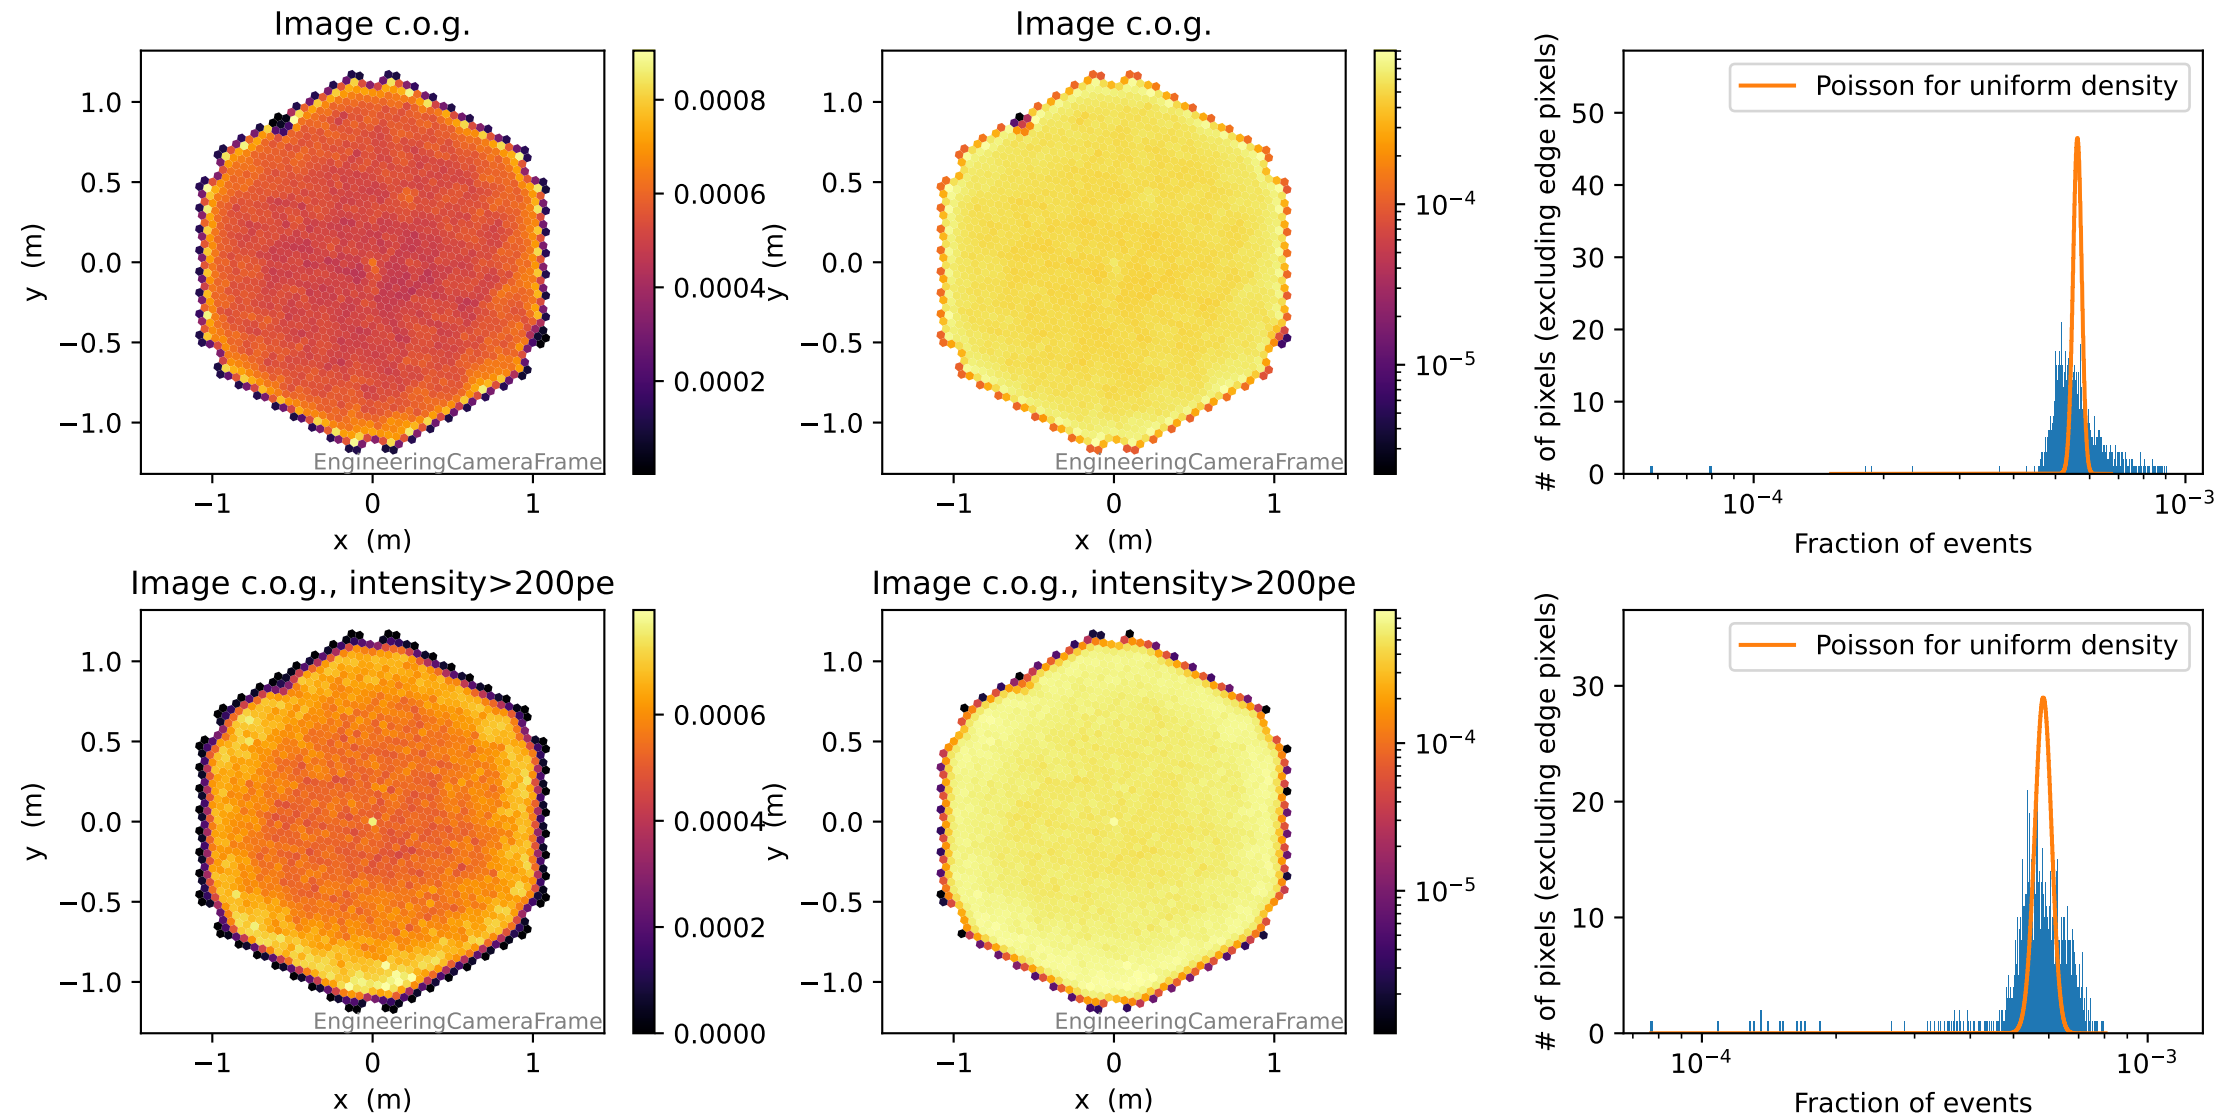 Image c.o.g.
1.0
0.5
0.0
−0.5
−1.0
y (m)
−1
0
1
x (m)
EngineeringCameraFrame
0.0008
0.0006
0.0004
0.0002
Image c.o.g.
1.0
0.5
0.0
−0.5
−1.0
y (m)
−1
0
1
x (m)
EngineeringCameraFrame
10⁻⁴
10⁻⁵
Poisson for uniform density
50
40
30
20
10
0
# of pixels (excluding edge pixels)
10⁻⁴
10⁻³
Fraction of events
Image c.o.g., intensity>200pe
1.0
0.5
0.0
−0.5
−1.0
y (m)
−1
0
1
x (m)
EngineeringCameraFrame
0.0006
0.0004
0.0002
0.0000
Image c.o.g., intensity>200pe
1.0
0.5
0.0
−0.5
−1.0
y (m)
−1
0
1
x (m)
EngineeringCameraFrame
10⁻⁴
10⁻⁵
Poisson for uniform density
30
20
10
0
# of pixels (excluding edge pixels)
10⁻⁴
10⁻³
Fraction of events